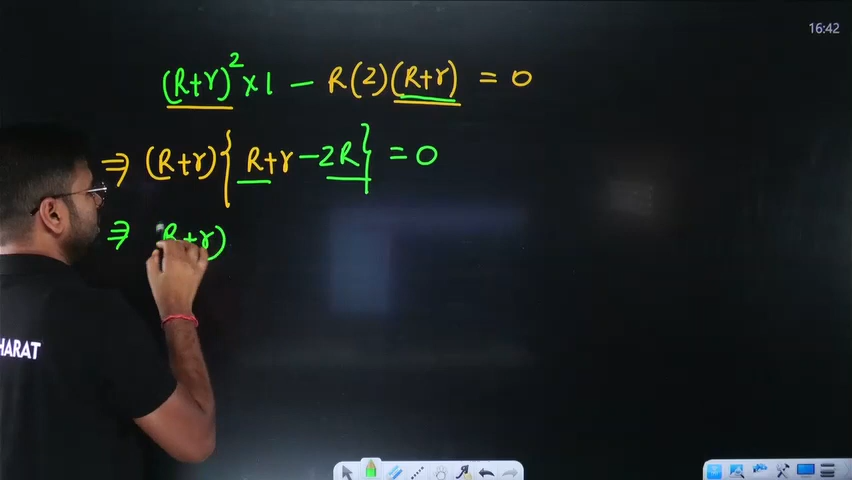 16:42
(R+r)² × 1 − R(2)(R+r) = 0
⇒ (R+r){R+r−2R} = 0
⇒ (R+r)
HARAT